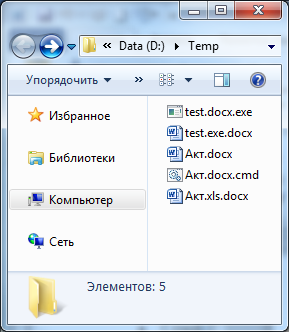 « Data (D:) ▸ Temp
Упорядочить ▾ »
Избранное
Библиотеки
Компьютер
Сеть
test.docx.exe
test.exe.docx
Акт.docx
Акт.docx.cmd
Акт.xls.docx
Элементов: 5